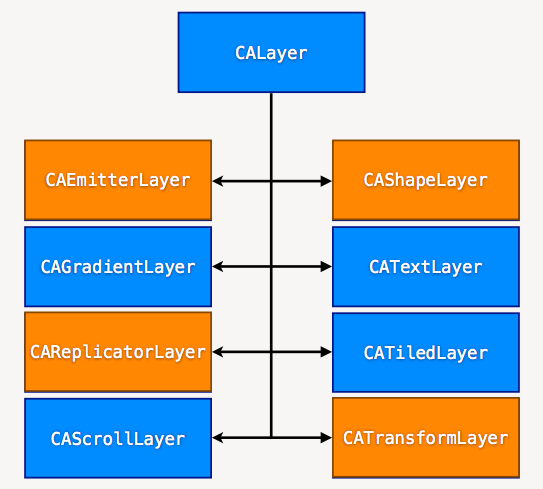 CALayer
CAEmitterLayer
CAShapeLayer
CAGradientLayer
CATextLayer
CAReplicatorLayer
CATiledLayer
CAScrollLayer
CATransformLayer